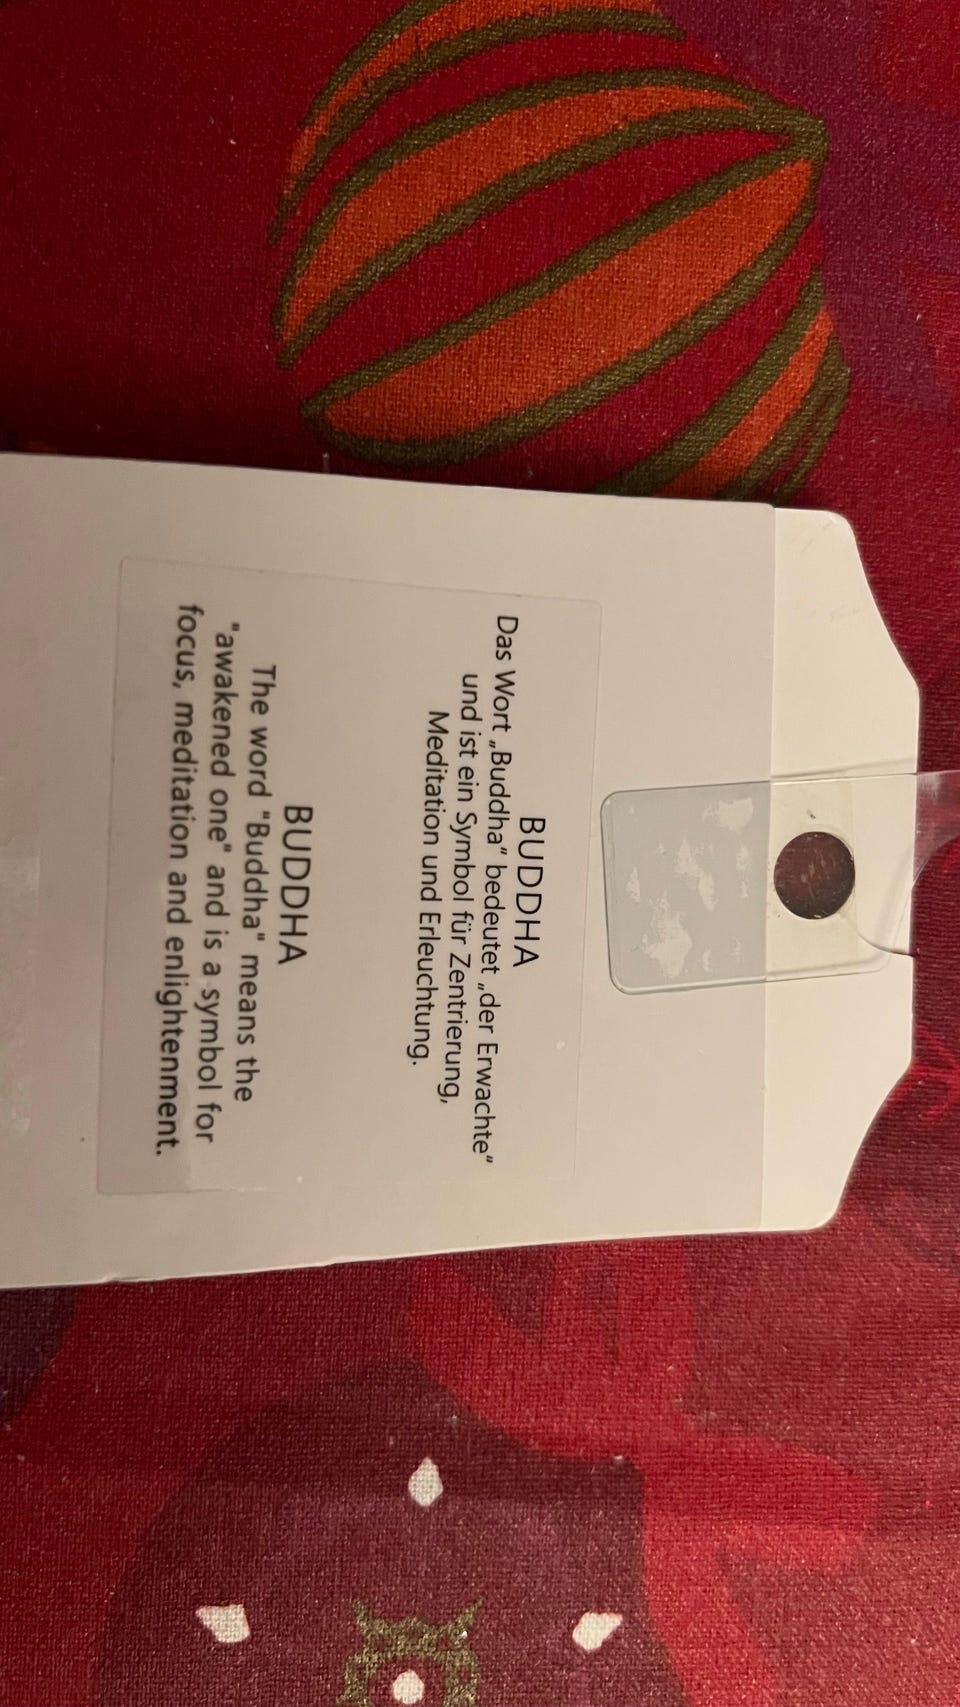 BUDDHA
Das Wort „Buddha“ bedeutet „der Erwachte“
und ist ein Symbol für Zentrierung,
Meditation und Erleuchtung.
BUDDHA
The word "Buddha" means the
"awakened one" and is a symbol for
focus, meditation and enlightenment.